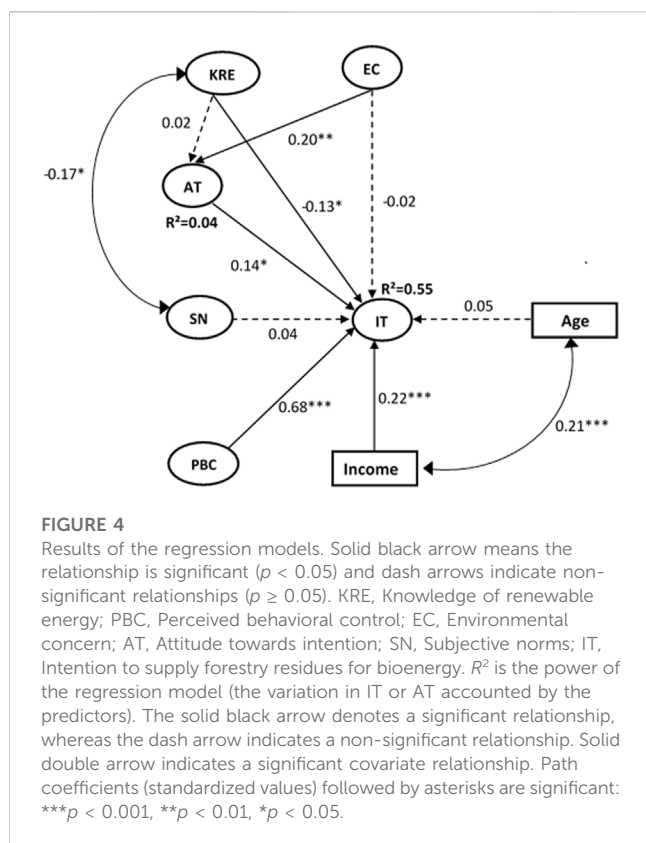 KRE
EC
0.02
0.20**
-0.17*
AT
-0.13*
-0.02
R²=0.04
0.14*
R²=0.55
0.05
SN
0.04
IT
Age
0.68***
0.22***
0.21***
PBC
Income
FIGURE 4
Results of the regression models. Solid black arrow means the
relationship is significant (p < 0.05) and dash arrows indicate non-
significant relationships (p ≥ 0.05). KRE, Knowledge of renewable
energy; PBC, Perceived behavioral control; EC, Environmental
concern; AT, Attitude towards intention; SN, Subjective norms; IT,
Intention to supply forestry residues for bioenergy. R² is the power of
the regression model (the variation in IT or AT accounted by the
predictors). The solid black arrow denotes a significant relationship,
whereas the dash arrow indicates a non-significant relationship. Solid
double arrow indicates a significant covariate relationship. Path
coefficients (standardized values) followed by asterisks are significant:
***p < 0.001, **p < 0.01, *p < 0.05.